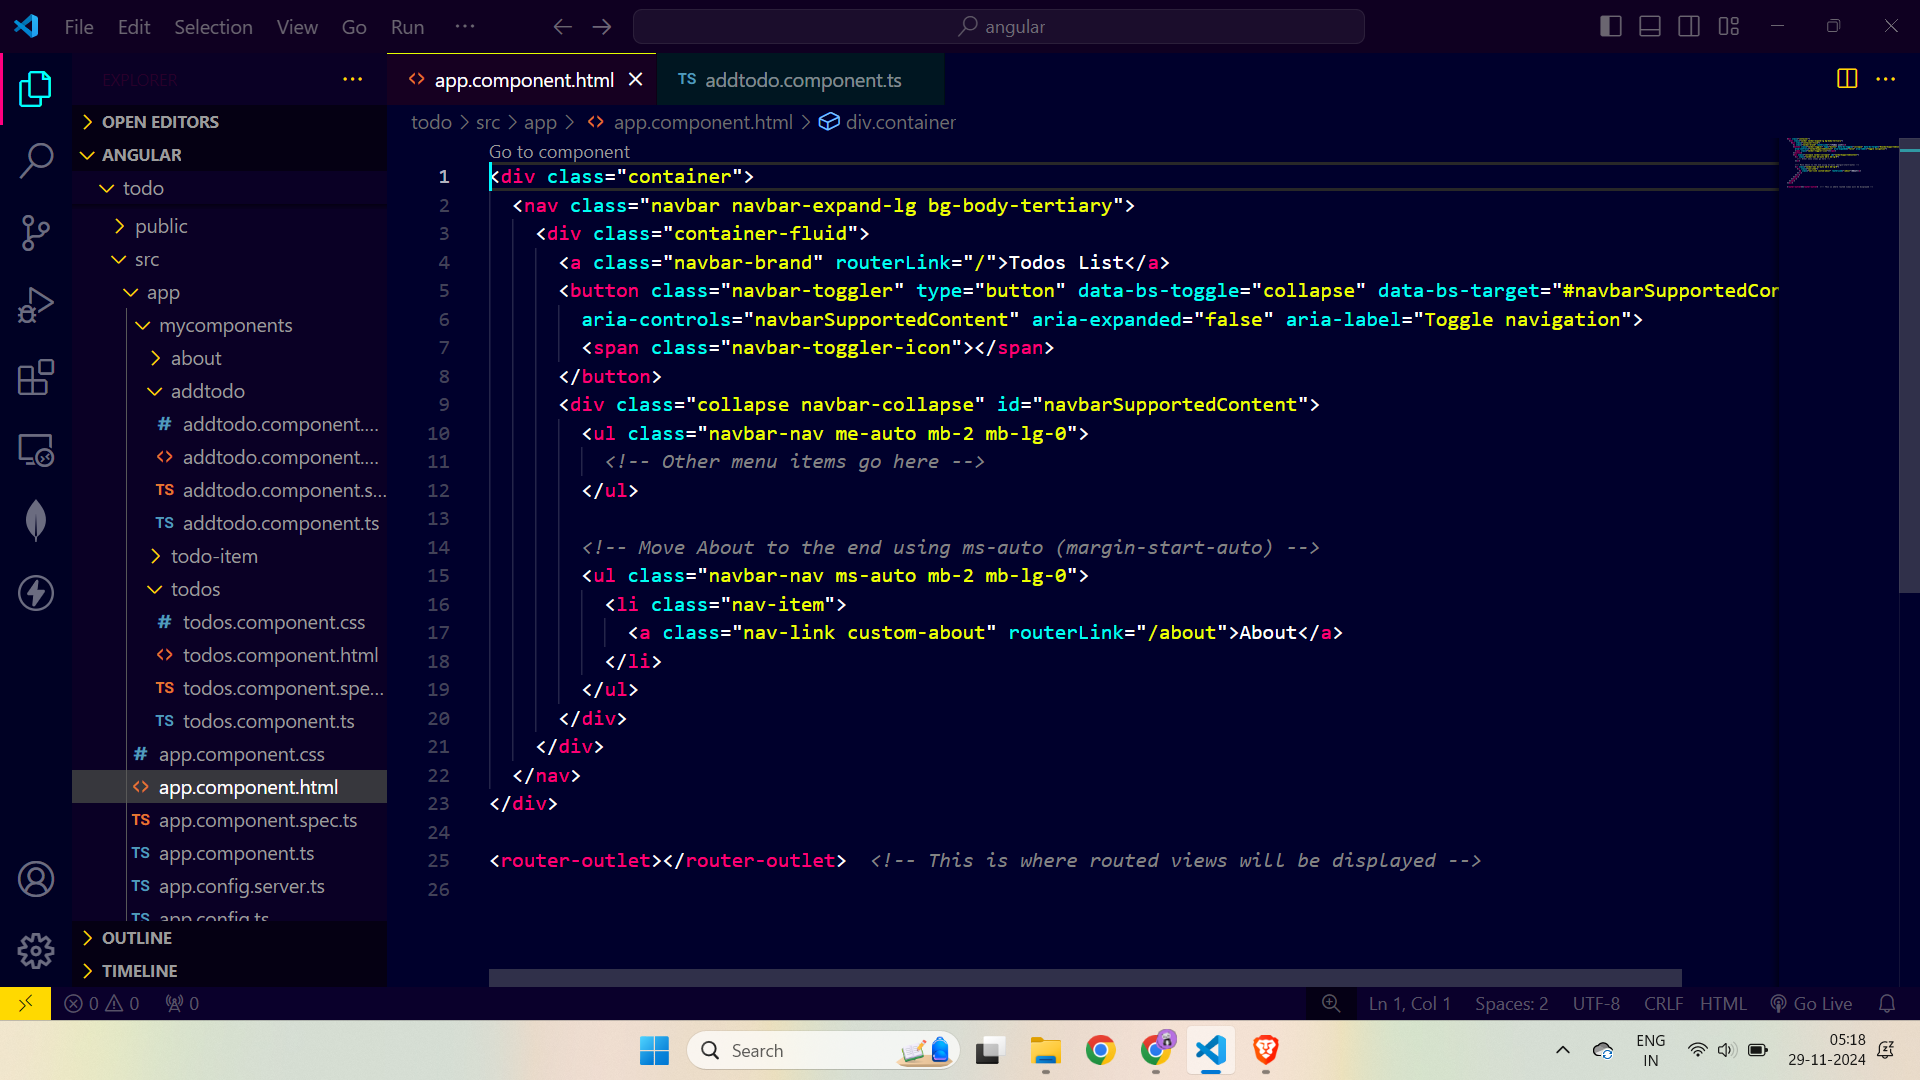 File Edit Selection View Go Run ···
angular
EXPLORER
OPEN EDITORS
ANGULAR
todo
public
src
app
mycomponents
about
addtodo
# addtodo.component....
<> addtodo.component....
TS addtodo.component.s...
TS addtodo.component.ts
todo-item
todos
# todos.component.css
<> todos.component.html
TS todos.component.spe...
TS todos.component.ts
# app.component.css
<> app.component.html
TS app.component.spec.ts
TS app.component.ts
TS app.config.server.ts
TS app.config.ts
OUTLINE
TIMELINE
<> app.component.html × TS addtodo.component.ts
todo > src > app > <> app.component.html > div.container
Go to component
1 <div class="container">
2 <nav class="navbar navbar-expand-lg bg-body-tertiary">
3 <div class="container-fluid">
4 <a class="navbar-brand" routerLink="/">Todos List</a>
5 <button class="navbar-toggler" type="button" data-bs-toggle="collapse" data-bs-target="#navbarSupportedCor
6 aria-controls="navbarSupportedContent" aria-expanded="false" aria-label="Toggle navigation">
7 <span class="navbar-toggler-icon"></span>
8 </button>
9 <div class="collapse navbar-collapse" id="navbarSupportedContent">
10 <ul class="navbar-nav me-auto mb-2 mb-lg-0">
11 <!-- Other menu items go here -->
12 </ul>
13
14 <!-- Move About to the end using ms-auto (margin-start-auto) -->
15 <ul class="navbar-nav ms-auto mb-2 mb-lg-0">
16 <li class="nav-item">
17 <a class="nav-link custom-about" routerLink="/about">About</a>
18 </li>
19 </ul>
20 </div>
21 </div>
22 </nav>
23 </div>
24
25 <router-outlet></router-outlet> <!-- This is where routed views will be displayed -->
26
0 0 0
Ln 1, Col 1 Spaces: 2 UTF-8 CRLF HTML Go Live
Search
ENG
IN
05:18
29-11-2024